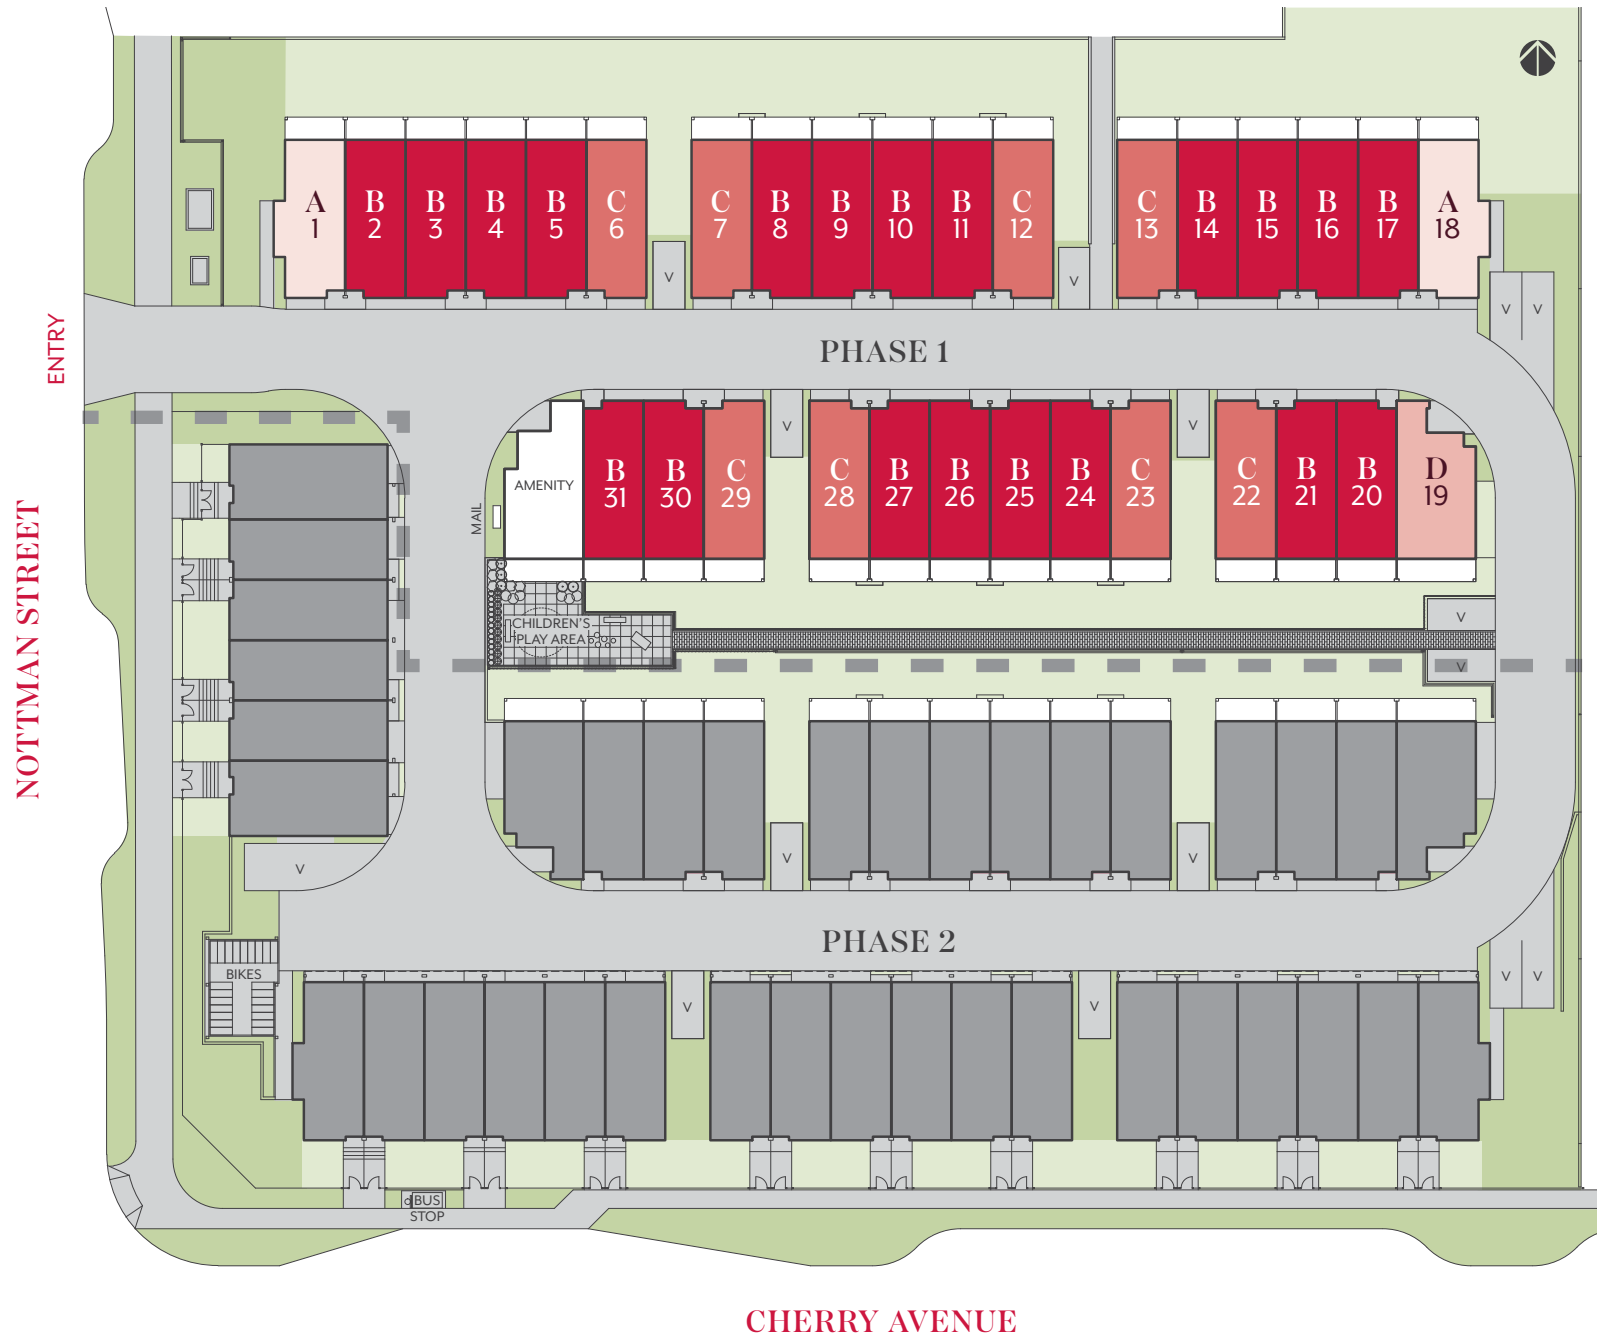 A B B B B C C B B B B C C B B B B A
1 2 3 4 5 6 7 8 9 10 11 12 13 14 15 16 17 18
V V
V V
ENTRY
PHASE 1
V V
B B C C B B B B C C B B D
AMENITY
31 30 29 28 27 26 25 24 23 22 21 20 19
MAIL
NOTTMAN STREET
CHILDREN'S
PLAY AREA
V
V
V V
V
PHASE 2
BIKES
V V
V V
BUS
STOP
CHERRY AVENUE